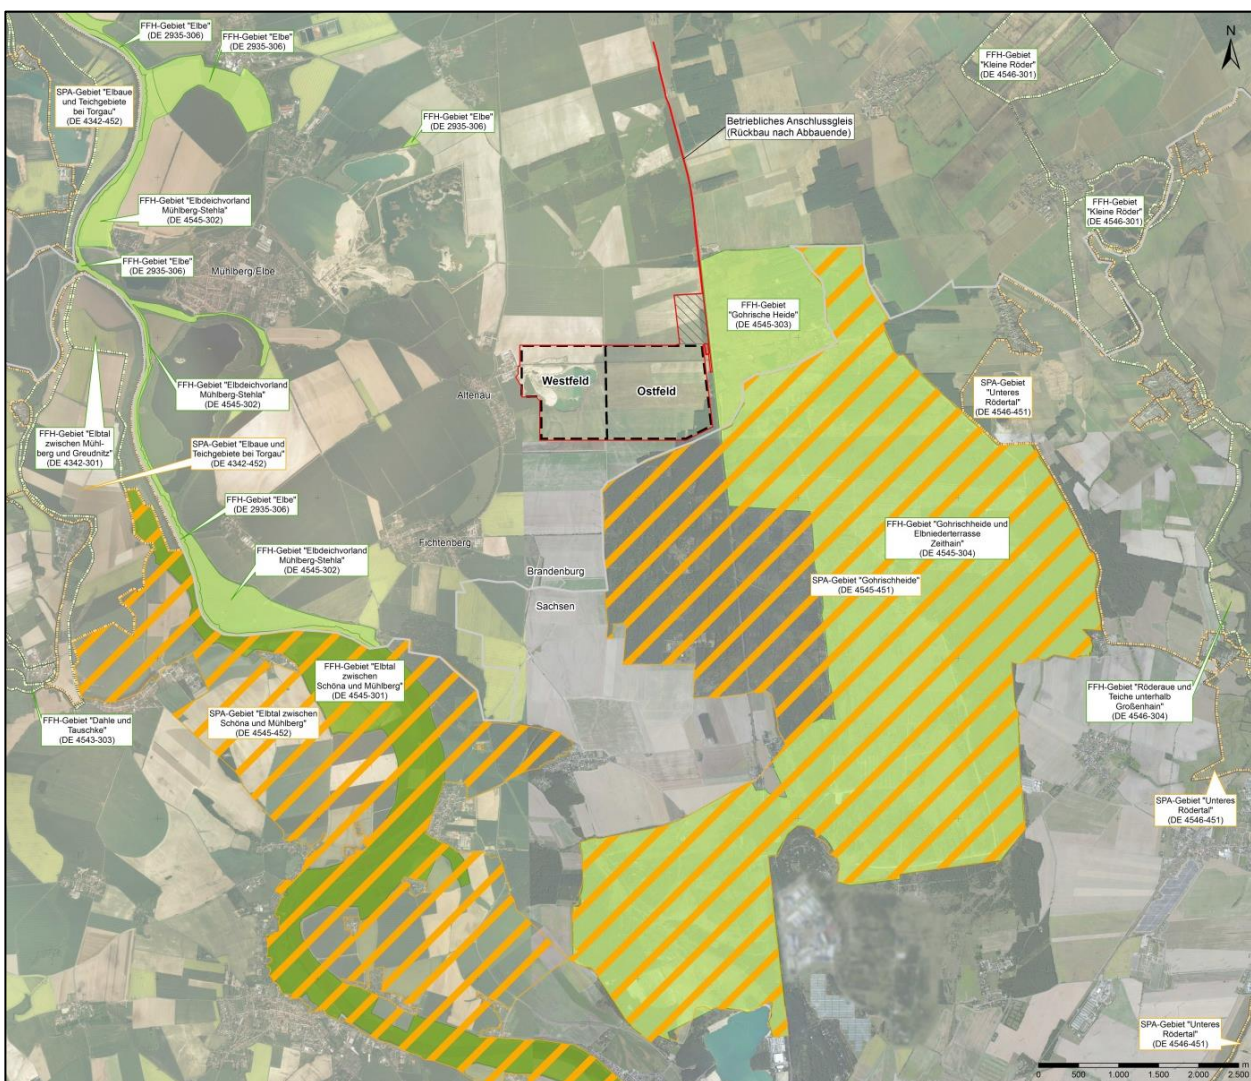 FFH-Gebiet "Elbe"
(DE 2935-306)
FFH-Gebiet "Elbe"
(DE 2935-306)
SPA-Gebiet "Elbaue
und Teichgebiete
bei Torgau"
(DE 4342-452)
FFH-Gebiet "Elbe"
(DE 2935-306)
Betriebliches Anschlussgleis
(Rückbau nach Abbauende)
FFH-Gebiet
"Kleine Röder"
(DE 4546-301)
N
FFH-Gebiet "Elbdeichvorland
Mühlberg-Stehla"
(DE 4545-302)
FFH-Gebiet
"Kleine Röder"
(DE 4546-301)
FFH-Gebiet "Elbe"
(DE 2935-306)
Mühlberg/Elbe
FFH-Gebiet
"Gohrische Heide"
(DE 4545-303)
Westfeld
Ostfeld
Altenau
FFH-Gebiet "Elbdeichvorland
Mühlberg-Stehla"
(DE 4545-302)
SPA-Gebiet
"Unteres
Rödertal"
(DE 4546-451)
FFH-Gebiet "Elbtal
zwischen Mühl-
berg und Greudnitz"
(DE 4342-301)
SPA-Gebiet "Elbaue und
Teichgebiete bei Torgau"
(DE 4342-452)
FFH-Gebiet "Elbe"
(DE 2935-306)
Fichtenberg
FFH-Gebiet "Elbdeichvorland
Mühlberg-Stehla"
(DE 4545-302)
Brandenburg
Sachsen
FFH-Gebiet "Gohrischheide und
Elbniederterrasse
Zeithain"
(DE 4545-304)
SPA-Gebiet "Gohrischheide"
(DE 4545-451)
FFH-Gebiet "Elbtal
zwischen
Schöna und Mühlberg"
(DE 4545-301)
SPA-Gebiet "Elbtal zwischen
Schöna und Mühlberg"
(DE 4545-452)
FFH-Gebiet "Dahle und
Tauschke"
(DE 4543-303)
FFH-Gebiet "Röderaue und
Teiche unterhalb
Großenhain"
(DE 4546-304)
SPA-Gebiet "Unteres
Rödertal"
(DE 4546-451)
SPA-Gebiet "Unteres
Rödertal"
(DE 4546-451)
0 500 1.000 1.500 2.000 2.500 m